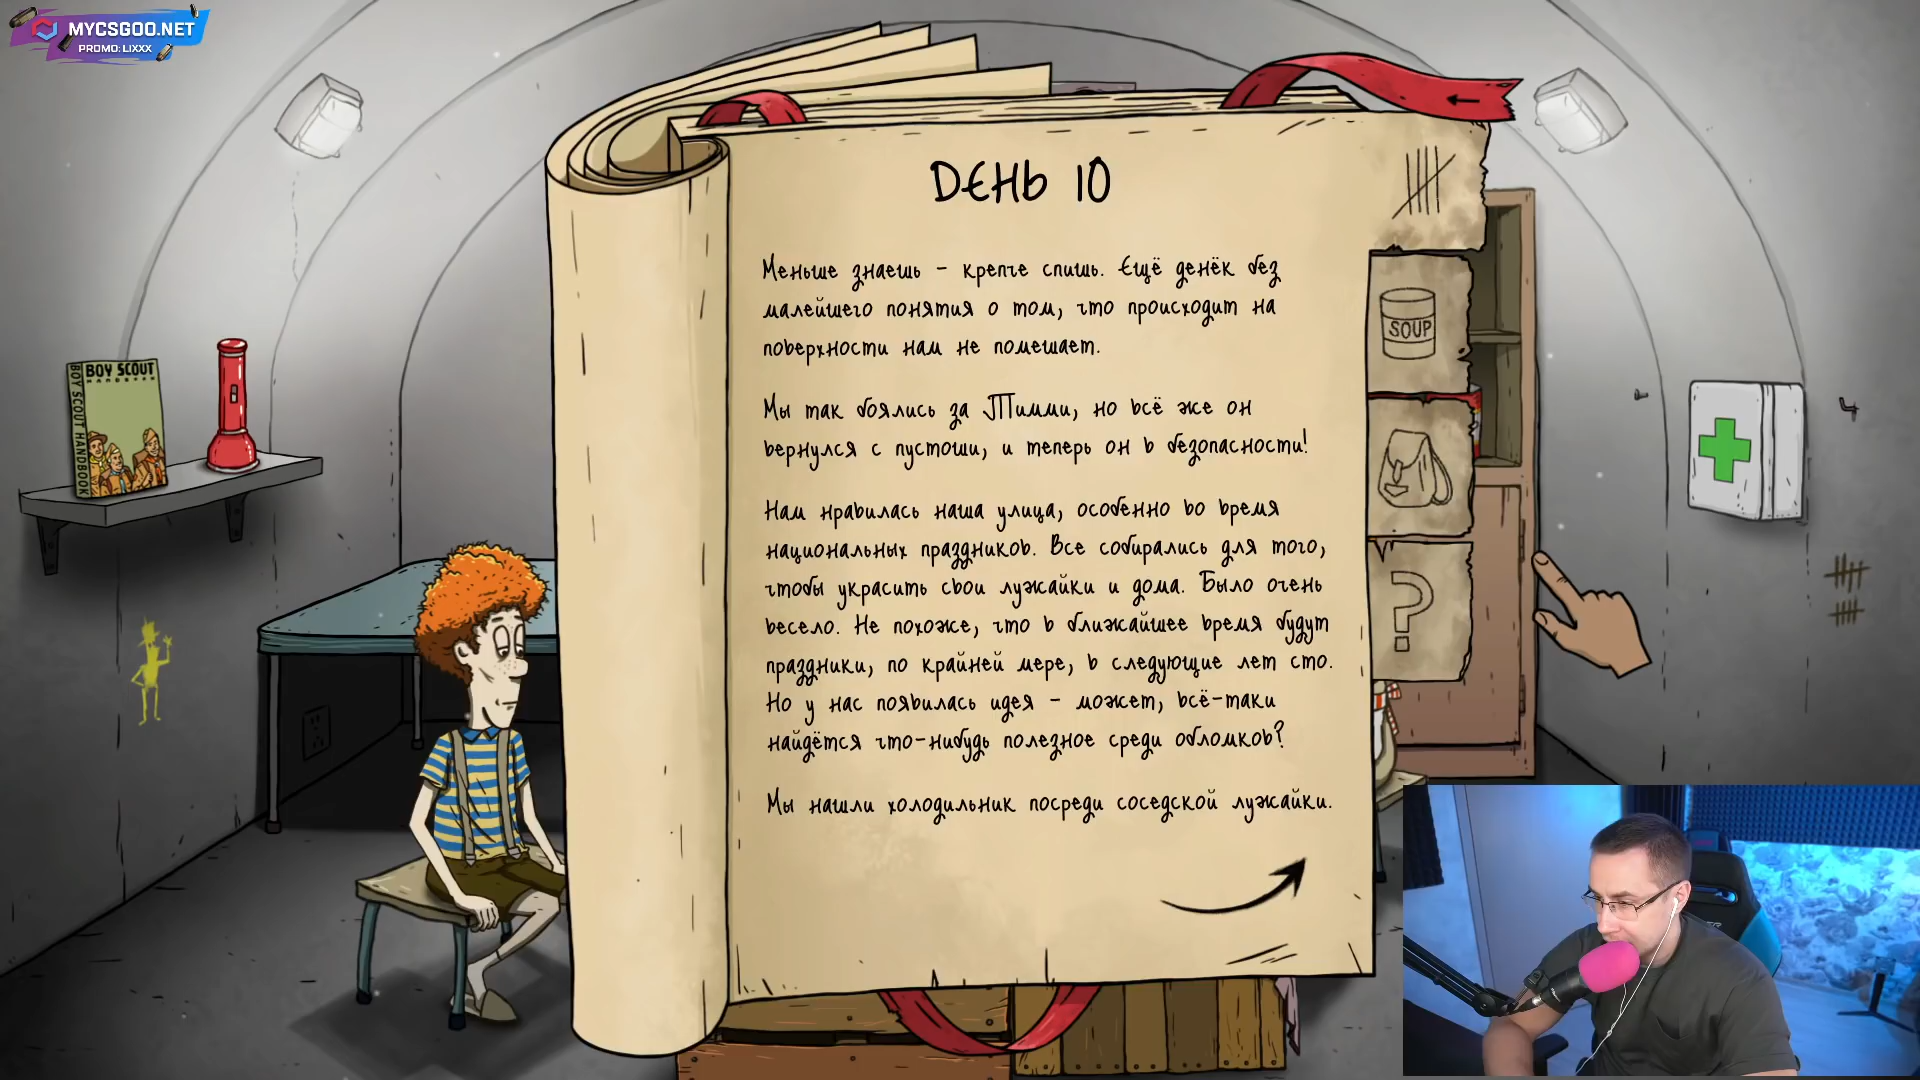 MYCSGOO.NET
PROMO: LIXXX
BOY SCOUT
HANDBOOK
BOY SCOUT HANDBOOK
ДЕНЬ 10
Меньше знаешь - крепче спишь. Ещё денёк без
малейшего понятия о том, что происходит на
поверхности нам не помешает.
Мы так боялись за Тимми, но всё же он
вернулся с пустоши, и теперь он в безопасности!
Нам нравилась наша улица, особенно во время
национальных праздников. Все собирались для того,
чтобы украсить свои лужайки и дома. Было очень
весело. Не похоже, что в ближайшее время будут
праздники, по крайней мере, в следующие лет сто.
Но у нас появилась идея - может, всё-таки
найдётся что-нибудь полезное среди обломков?
Мы нашли холодильник посреди соседской лужайки.
SOUP
?